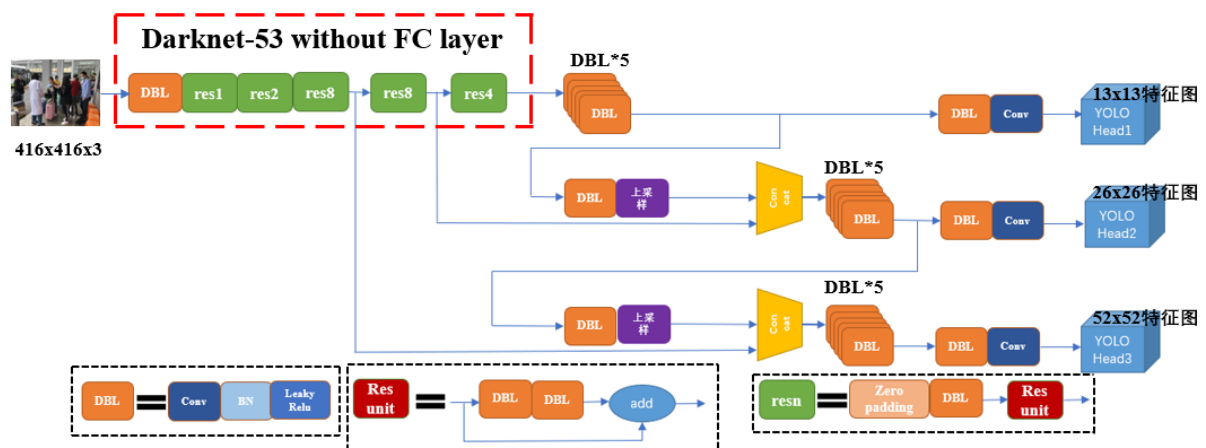 Darknet-53 without FC layer
DBL
res1
res2
res8
res8
res4
416x416x3
DBL*5
DBL
DBL
Conv
13x13特征图
YOLO
Head1
DBL
上采
样
Con
cat
DBL*5
DBL
DBL
Conv
26x26特征图
YOLO
Head2
DBL
上采
样
Con
cat
DBL*5
DBL
DBL
Conv
52x52特征图
YOLO
Head3
DBL
Conv
BN
Leaky
Relu
Res
unit
DBL
DBL
add
resn
Zero
padding
DBL
Res
unit